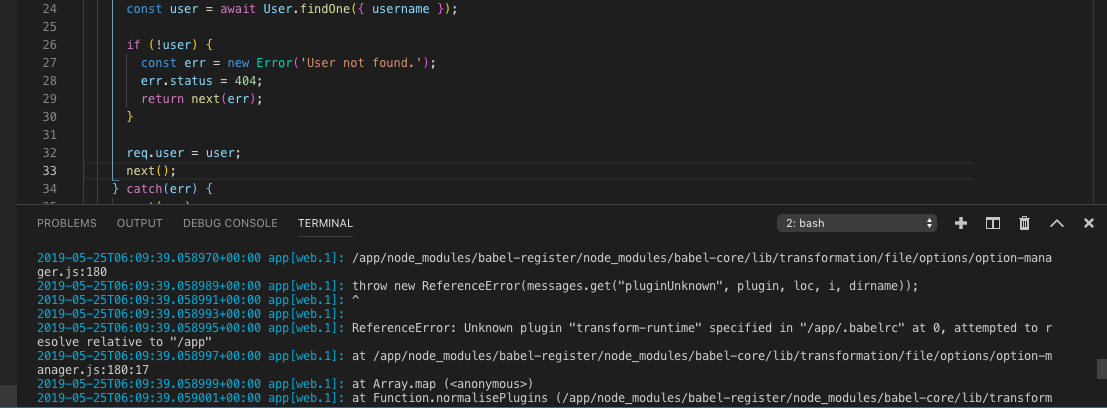 24 const user = await User.findOne({ username });
25
26 if (!user) {
27 const err = new Error('User not found.');
28 err.status = 404;
29 return next(err);
30 }
31
32 req.user = user;
33 next();
34 } catch(err) {
PROBLEMS OUTPUT DEBUG CONSOLE TERMINAL 2: bash
2019-05-25T06:09:39.058970+00:00 app[web.1]: /app/node_modules/babel-register/node_modules/babel-core/lib/transformation/file/options/option-mana
ger.js:180
2019-05-25T06:09:39.058989+00:00 app[web.1]: throw new ReferenceError(messages.get("pluginUnknown", plugin, loc, i, dirname));
2019-05-25T06:09:39.058991+00:00 app[web.1]: ^
2019-05-25T06:09:39.058993+00:00 app[web.1]:
2019-05-25T06:09:39.058995+00:00 app[web.1]: ReferenceError: Unknown plugin "transform-runtime" specified in "/app/.babelrc" at 0, attempted to r
esolve relative to "/app"
2019-05-25T06:09:39.058997+00:00 app[web.1]: at /app/node_modules/babel-register/node_modules/babel-core/lib/transformation/file/options/option-m
anager.js:180:17
2019-05-25T06:09:39.058999+00:00 app[web.1]: at Array.map (<anonymous>)
2019-05-25T06:09:39.059001+00:00 app[web.1]: at Function.normalisePlugins (/app/node_modules/babel-register/node_modules/babel-core/lib/transform